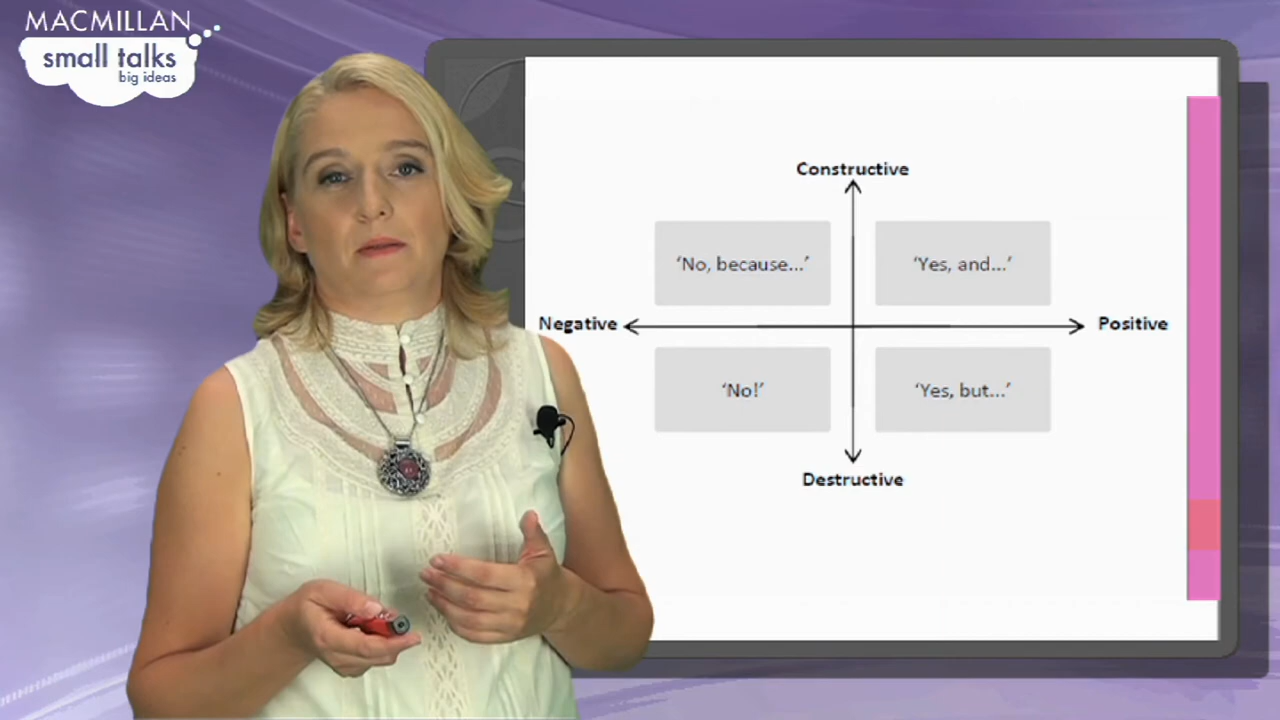 MACMILLAN
small talks
big ideas
Constructive
‘No, because...’
‘Yes, and...’
Negative
Positive
‘No!’
‘Yes, but...’
Destructive